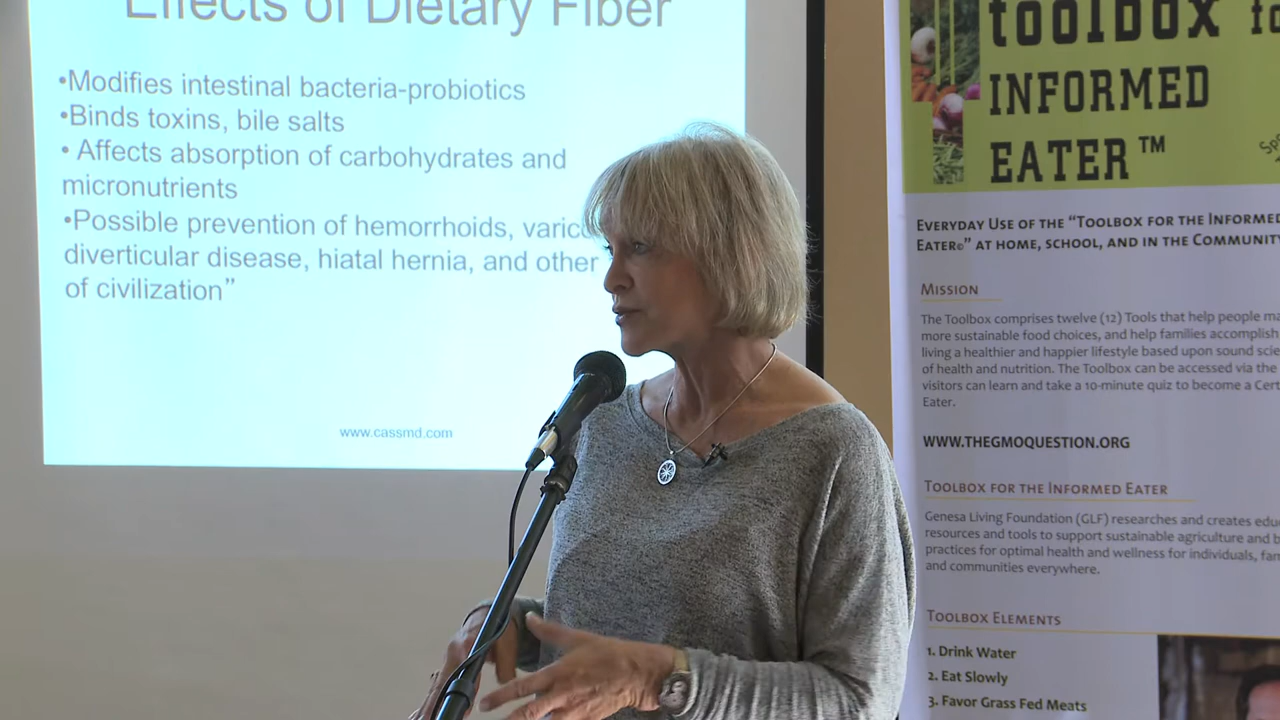 Effects of Dietary Fiber
•Modifies intestinal bacteria-probiotics
•Binds toxins, bile salts
• Affects absorption of carbohydrates and
micronutrients
•Possible prevention of hemorrhoids,
diverticular disease, hiatal hernia, and other
of civilization”
www.cassmd.com
toolbox
INFORMED
EATER™
EVERYDAY USE OF THE “TOOLBOX FOR THE INFORMED
EATER©” AT HOME, SCHOOL, AND IN THE COMMUNITY
MISSION
The Toolbox comprises twelve (12) Tools that help people
more sustainable food choices, and help families accomplish
living a healthier and happier lifestyle based upon sound
of health and nutrition. The Toolbox can be accessed via the
visitors can learn and take a 10-minute quiz to become a
Eater.
WWW.THEGMOQUESTION.ORG
TOOLBOX FOR THE INFORMED EATER
Genesa Living Foundation (GLF) researches and creates
resources and tools to support sustainable agriculture and
practices for optimal health and wellness for individuals,
and communities everywhere.
TOOLBOX ELEMENTS
1. Drink Water
2. Eat Slowly
3. Favor Grass Fed Meats